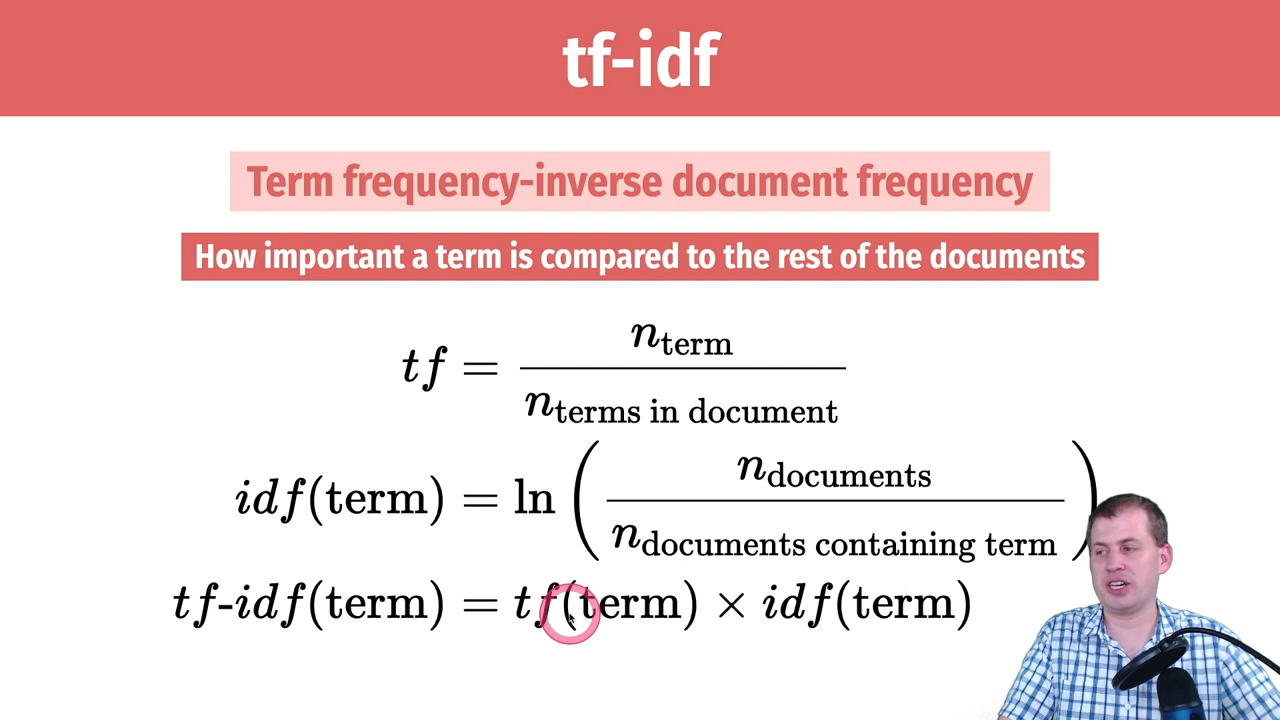 tf-idf
Term frequency-inverse document frequency
How important a term is compared to the rest of the documents
tf = n_term / n_terms in document
idf(term) = ln ( n_documents / n_documents containing term )
tf-idf(term) = tf(term) × idf(term)